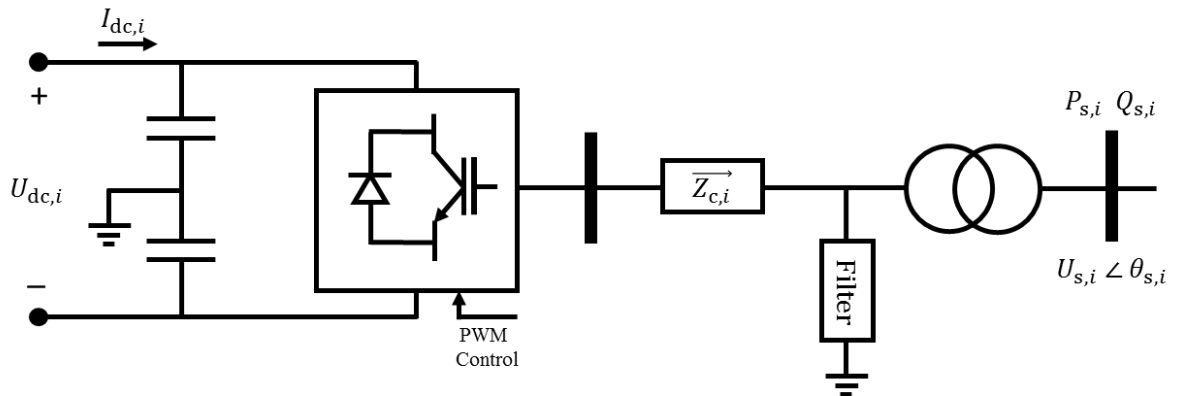 I_dc,i
+
U_dc,i
−
PWM
Control
Z_c,i
Filter
P_s,i Q_s,i
U_s,i ∠ θ_s,i